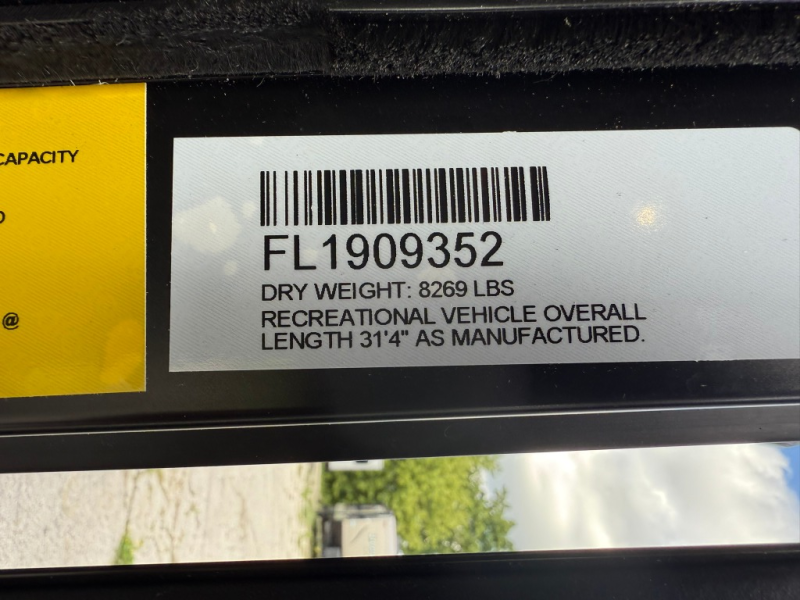 CAPACITY
@
FL1909352
DRY WEIGHT: 8269 LBS
RECREATIONAL VEHICLE OVERALL
LENGTH 31'4" AS MANUFACTURED.